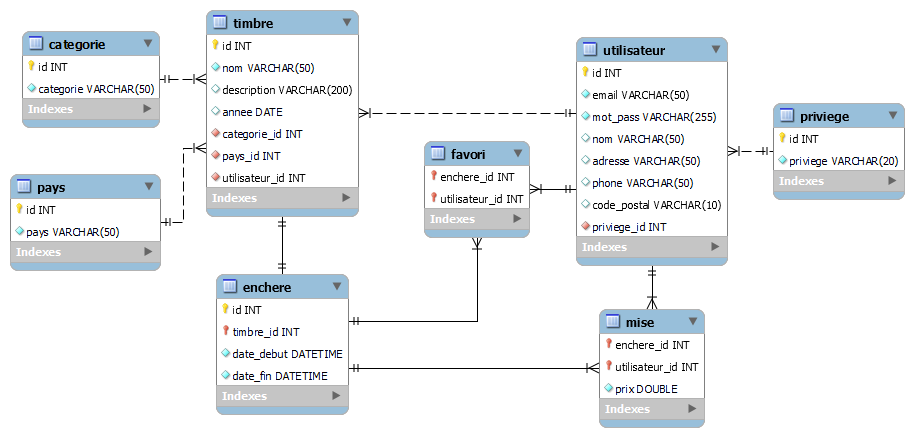 categorie
id INT
categorie VARCHAR(50)
Indexes
pays
id INT
pays VARCHAR(50)
Indexes
timbre
id INT
nom VARCHAR(50)
description VARCHAR(200)
annee DATE
categorie_id INT
pays_id INT
utilisateur_id INT
Indexes
enchere
id INT
timbre_id INT
date_debut DATETIME
date_fin DATETIME
Indexes
favori
enchere_id INT
utilisateur_id INT
Indexes
utilisateur
id INT
email VARCHAR(50)
mot_pass VARCHAR(255)
nom VARCHAR(50)
adresse VARCHAR(50)
phone VARCHAR(50)
code_postal VARCHAR(10)
priviege_id INT
Indexes
mise
enchere_id INT
utilisateur_id INT
prix DOUBLE
Indexes
priviege
id INT
priviege VARCHAR(20)
Indexes